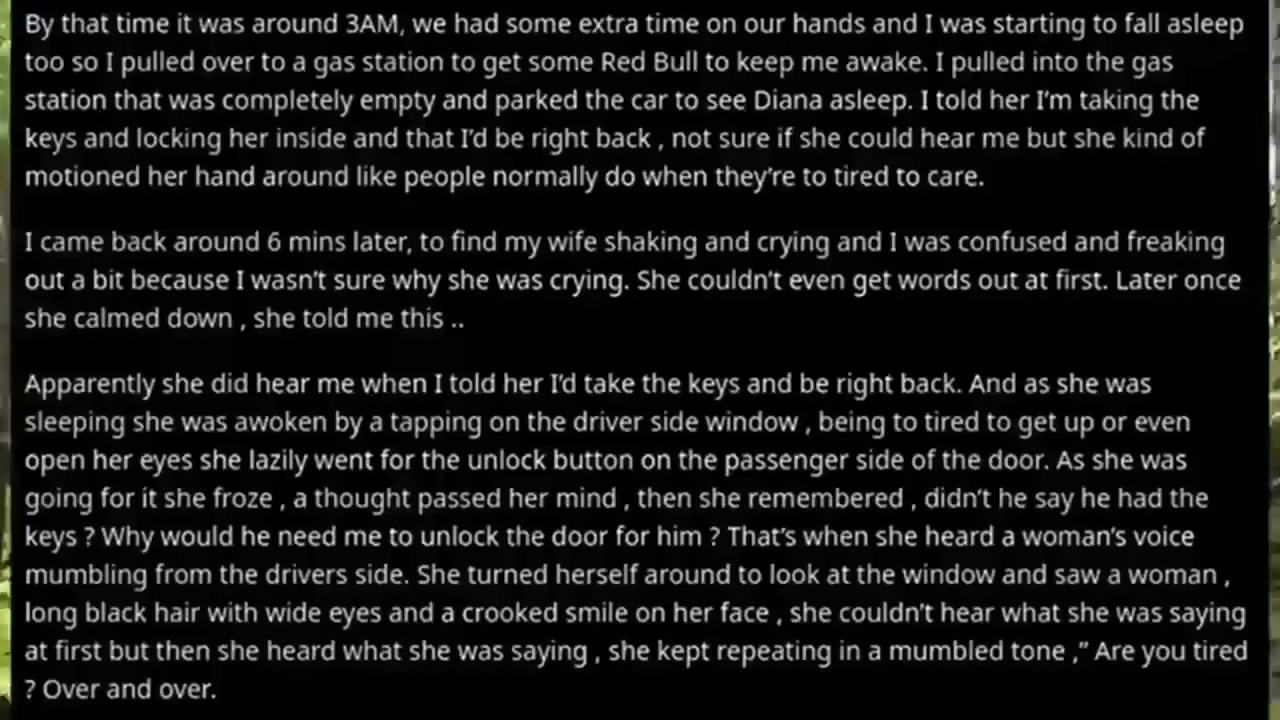 By that time it was around 3AM, we had some extra time on our hands and I was starting to fall asleep
too so I pulled over to a gas station to get some Red Bull to keep me awake. I pulled into the gas
station that was completely empty and parked the car to see Diana asleep. I told her I’m taking the
keys and locking her inside and that I’d be right back , not sure if she could hear me but she kind of
motioned her hand around like people normally do when they’re to tired to care.
I came back around 6 mins later, to find my wife shaking and crying and I was confused and freaking
out a bit because I wasn’t sure why she was crying. She couldn’t even get words out at first. Later once
she calmed down , she told me this ..
Apparently she did hear me when I told her I’d take the keys and be right back. And as she was
sleeping she was awoken by a tapping on the driver side window , being to tired to get up or even
open her eyes she lazily went for the unlock button on the passenger side of the door. As she was
going for it she froze , a thought passed her mind , then she remembered , didn’t he say he had the
keys ? Why would he need me to unlock the door for him ? That’s when she heard a woman’s voice
mumbling from the drivers side. She turned herself around to look at the window and saw a woman ,
long black hair with wide eyes and a crooked smile on her face , she couldn’t hear what she was saying
at first but then she heard what she was saying , she kept repeating in a mumbled tone ,” Are you tired
? Over and over.